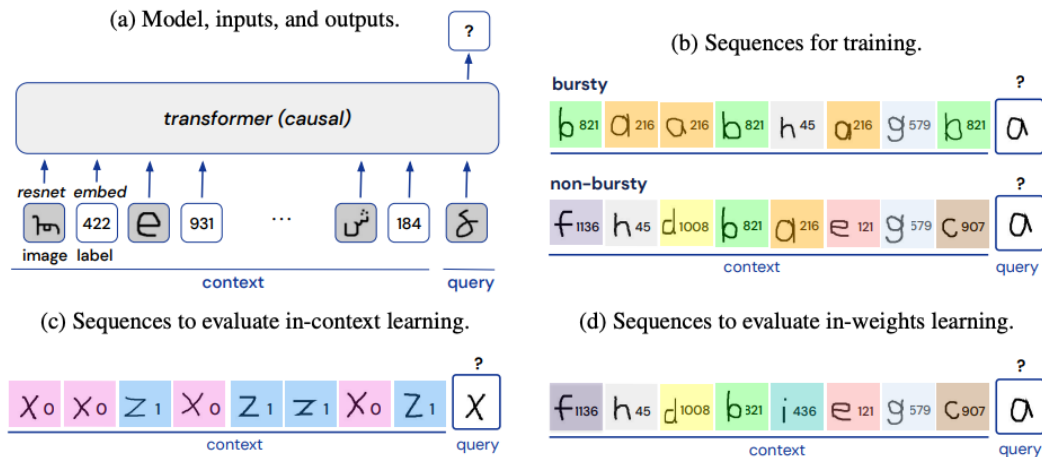 (a) Model, inputs, and outputs.
?
transformer (causal)
resnet embed
422 e 931 ... 184
image label
context query
(b) Sequences for training.
bursty
?
b 821 a 216 a 216 b 821 h 45 a 216 g 579 b 821 a
context query
non-bursty
?
f 1136 h 45 d 1008 b 821 a 216 e 121 g 579 c 907 a
context query
(c) Sequences to evaluate in-context learning.
?
X 0 X 0 Z 1 X 0 Z 1 Z 1 X 0 Z 1 X
context query
(d) Sequences to evaluate in-weights learning.
?
f 1136 h 45 d 1008 b 321 i 436 e 121 g 579 c 907 a
context query